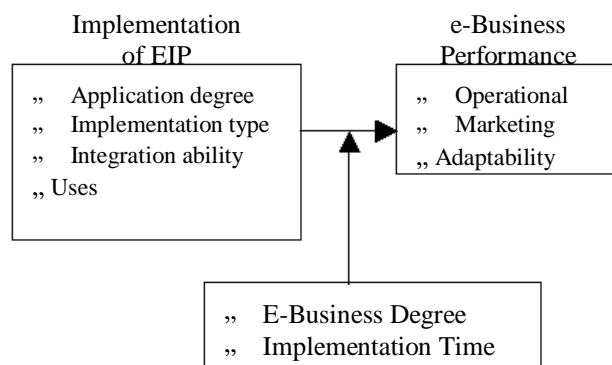 Implementation
of EIP
„ Application degree
„ Implementation type
„ Integration ability
„ Uses
e-Business
Performance
„ Operational
„ Marketing
„ Adaptability
„ E-Business Degree
„ Implementation Time